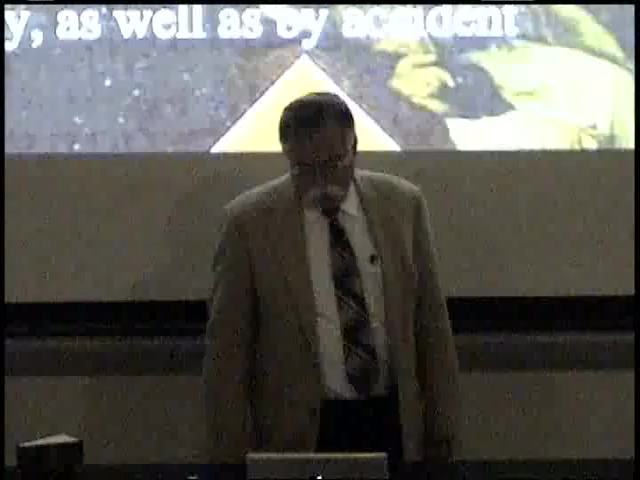 y, as well as by accident